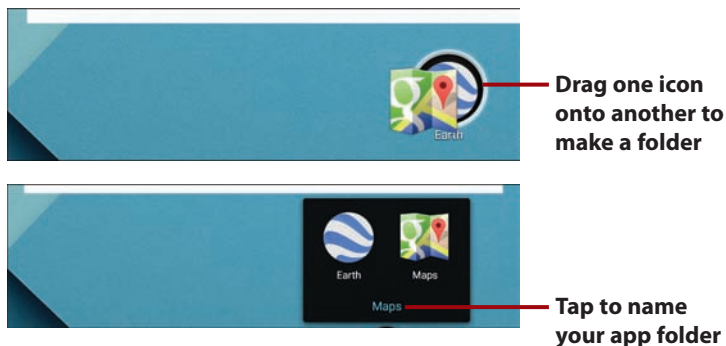 Earth
Drag one icon
onto another to
make a folder
Earth
Maps
Maps
Tap to name
your app folder